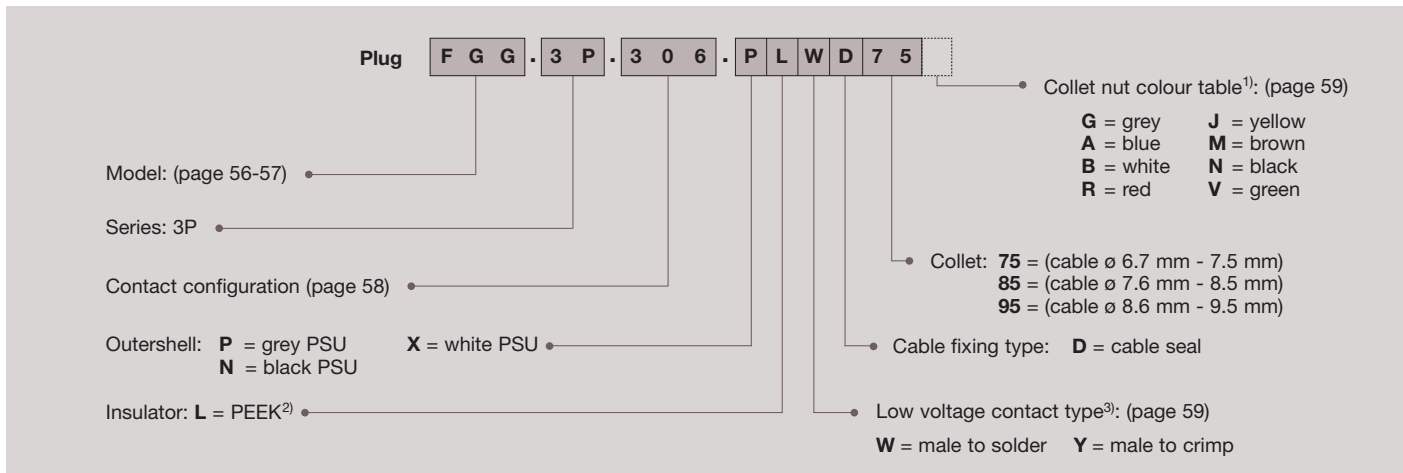 Plug F G G . 3 P . 3 0 6 . P L W D 7 5
Collet nut colour table1): (page 59)
G = grey J = yellow
A = blue M = brown
B = white N = black
R = red V = green
Model: (page 56-57)
Series: 3P
Collet: 75 = (cable ø 6.7 mm - 7.5 mm)
85 = (cable ø 7.6 mm - 8.5 mm)
95 = (cable ø 8.6 mm - 9.5 mm)
Contact configuration (page 58)
Outershell: P = grey PSU X = white PSU
N = black PSU
Cable fixing type: D = cable seal
Insulator: L = PEEK2)
Low voltage contact type3): (page 59)
W = male to solder Y = male to crimp